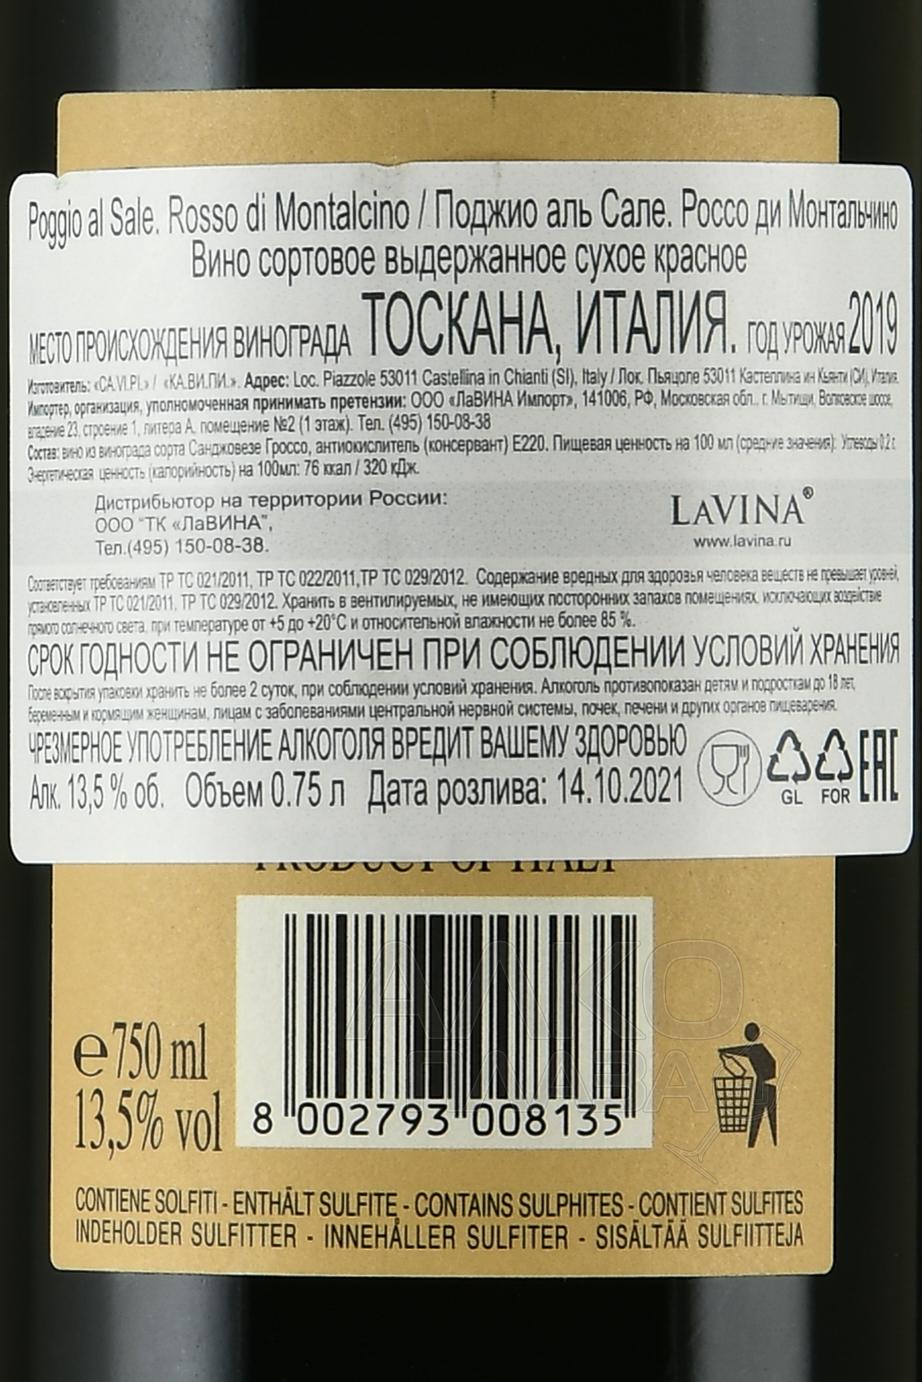 Poggio al Sale. Rosso di Montalcino / Поджио аль Сале. Россо ди Монтальчино
Вино сортовое выдержанное сухое красное
МЕСТО ПРОИСХОЖДЕНИЯ ВИНОГРАДА ТОСКАНА, ИТАЛИЯ. ГОД УРОЖАЯ 2019
Изготовитель: «CA.VI.PI.» / «КА.ВИ.ПИ.». Адрес: Loc. Piazzole 53011 Castellina in Chianti (SI), Italy / Лок. Пьяцоле 53011 Кастеллина ин Кьянти (СИ), Италия.
Импортер, организация, уполномоченная принимать претензии: ООО «ЛаВИНА Импорт», 141006, РФ, Московская обл., г. Мытищи, Волковское шоссе,
владение 23, строение 1, литера А, помещение №2 (1 этаж). Тел. (495) 150-08-38
Состав: вино из винограда сорта Санджовезе Гроссо, антиокислитель (консервант) Е220. Пищевая ценность на 100 мл (средние значения): Углеводы 0,2 г.
Энергетическая ценность (калорийность) на 100мл: 76 ккал / 320 кДж.
Дистрибьютор на территории России:
ООО "ТК «ЛаВИНА",
Тел.(495) 150-08-38.
LAVINA®
www.lavina.ru
Соответствует требованиям ТР ТС 021/2011, ТР ТС 022/2011,ТР ТС 029/2012. Содержание вредных для здоровья человека веществ не превышает уровней,
установленных ТР ТС 021/2011, ТР ТС 029/2012. Хранить в вентилируемых, не имеющих посторонних запахов помещениях, исключающих воздействие
прямого солнечного света, при температуре от +5 до +20°С и относительной влажности не более 85 %.
СРОК ГОДНОСТИ НЕ ОГРАНИЧЕН ПРИ СОБЛЮДЕНИИ УСЛОВИЙ ХРАНЕНИЯ
После вскрытия упаковки хранить не более 2 суток, при соблюдении условий хранения. Алкоголь противопоказан детям и подросткам до 18 лет,
беременным и кормящим женщинам, лицам с заболеваниями центральной нервной системы, почек, печени и других органов пищеварения.
ЧРЕЗМЕРНОЕ УПОТРЕБЛЕНИЕ АЛКОГОЛЯ ВРЕДИТ ВАШЕМУ ЗДОРОВЬЮ
Алк. 13,5 % об. Объем 0.75 л Дата розлива: 14.10.2021
GL FOR EAC
PRODUCT OF ITALY
e 750 ml
13,5% vol
8 002793 008135
CONTIENE SOLFITI - ENTHÄLT SULFITE - CONTAINS SULPHITES - CONTIENT SULFITES
INDEHOLDER SULFITTER - INNEHÅLLER SULFITER - SISÄLTÄÄ SULFIITTEJA
АЛКО
ПЛАВА